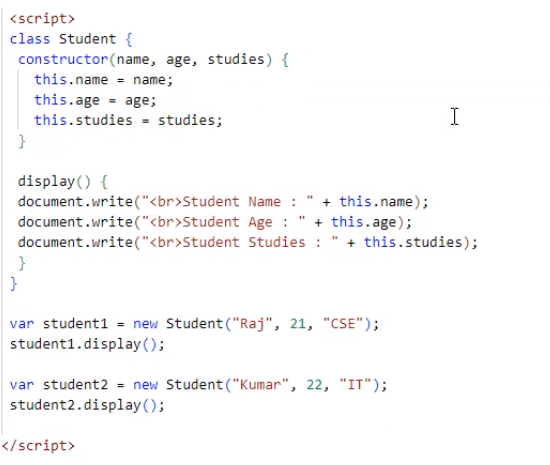 <script>
class Student {
constructor(name, age, studies) {
this.name = name;
this.age = age;
this.studies = studies;
}
display() {
document.write("<br>Student Name : " + this.name);
document.write("<br>Student Age : " + this.age);
document.write("<br>Student Studies : " + this.studies);
}
}
var student1 = new Student("Raj", 21, "CSE");
student1.display();
var student2 = new Student("Kumar", 22, "IT");
student2.display();
</script>